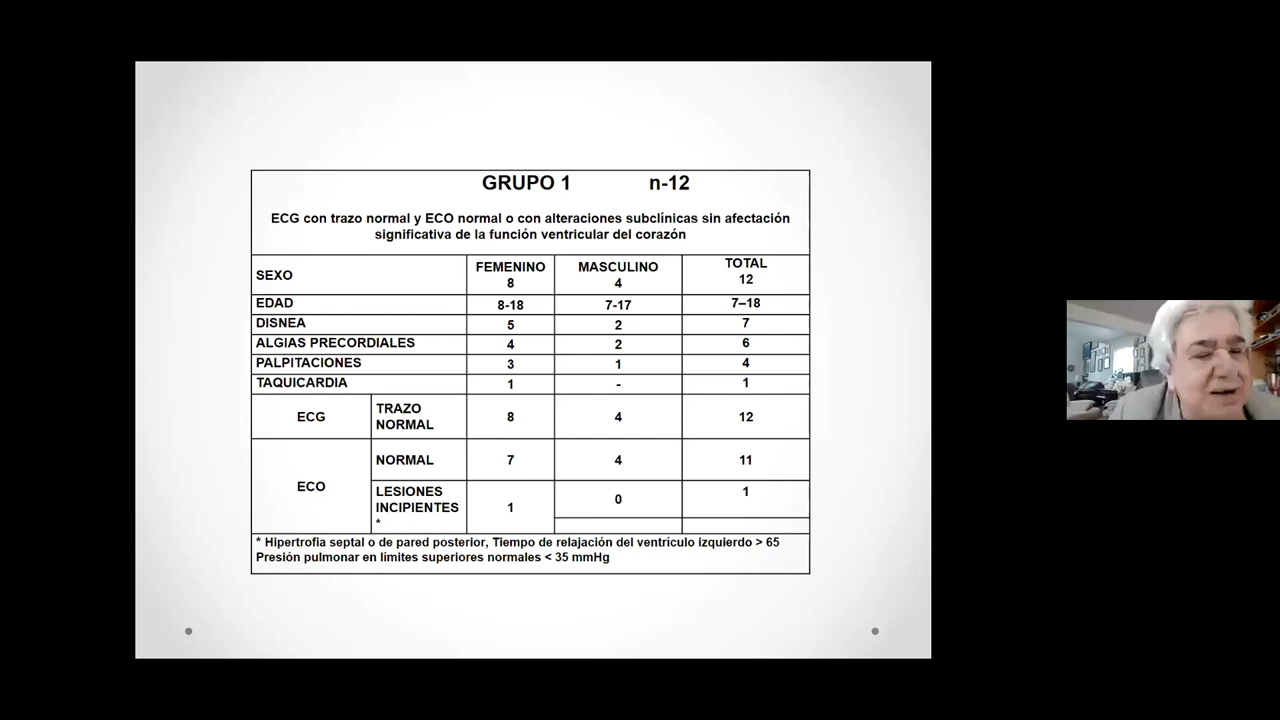 GRUPO 1 n-12
ECG con trazo normal y ECO normal o con alteraciones subclínicas sin afectación
significativa de la función ventricular del corazón
SEXO FEMENINO 8 MASCULINO 4 TOTAL 12
EDAD 8-18 7-17 7–18
DISNEA 5 2 7
ALGIAS PRECORDIALES 4 2 6
PALPITACIONES 3 1 4
TAQUICARDIA 1 - 1
ECG TRAZO NORMAL 8 4 12
ECO NORMAL 7 4 11
LESIONES INCIPIENTES * 1 0 1
* Hipertrofia septal o de pared posterior, Tiempo de relajación del ventrículo izquierdo > 65
Presión pulmonar en límites superiores normales < 35 mmHg